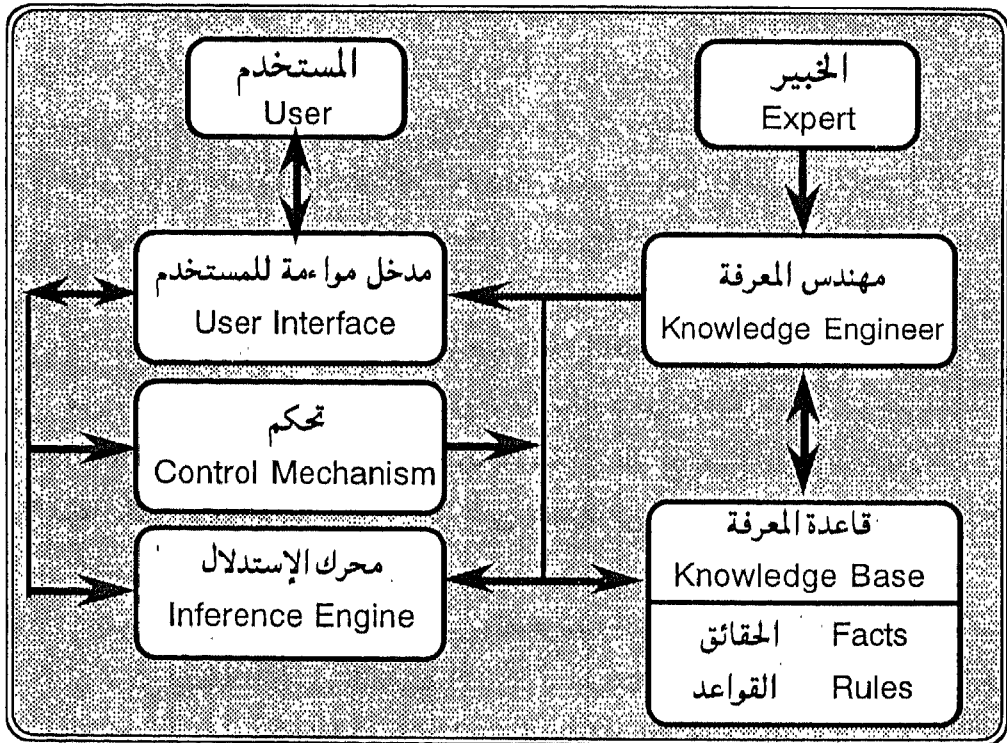 المستخدم
User
الخبير
Expert
مدخل مواءمة للمستخدم
User Interface
مهندس المعرفة
Knowledge Engineer
تحكم
Control Mechanism
محرك الإستدلال
Inference Engine
قاعدة المعرفة
Knowledge Base
الحقائق Facts
القواعد Rules